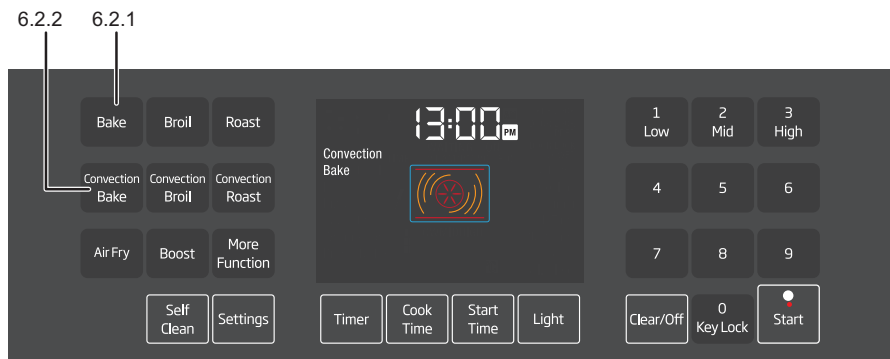 6.2.2 6.2.1
Bake Broil Roast
Convection Bake
Convection Broil
Convection Roast
Air Fry Boost More Function
Self Clean
Settings
13:00 PM
Convection
Bake
Timer
Cook Time
Start Time
Light
1 Low
2 Mid
3 High
4 5 6
7 8 9
Clear/Off
0 Key Lock
Start